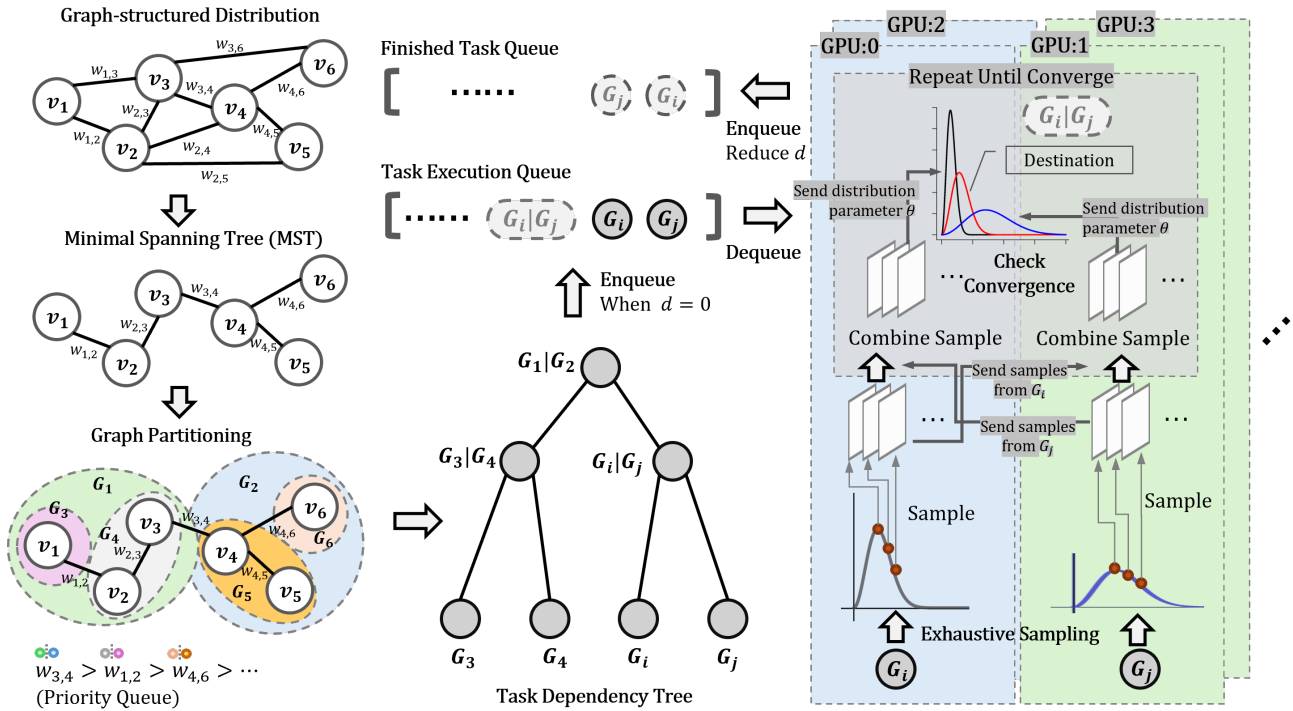 Graph-structured Distribution
w3,6
v6
w1,3
v3
w3,4
w4,6
v1
w2,3
v4
w1,2
w4,5
v2
w2,4
v5
w2,5
Minimal Spanning Tree (MST)
v6
v3
w3,4
w4,6
v1
w2,3
v4
w1,2
w4,5
v2
v5
Graph Partitioning
G1
G2
G3
v6
v3
w3,4
G4
w4,6
G6
v1
w2,3
v4
w1,2
w4,5
v2
G5
v5
w3,4 > w1,2 > w4,6 > ⋯
(Priority Queue)
Finished Task Queue
[ ⋯⋯ Gj Gi ]
Enqueue
Reduce d
Task Execution Queue
[ ⋯⋯ Gi|Gj Gi Gj ]
Dequeue
Enqueue
When d = 0
G1|G2
G3|G4
Gi|Gj
G3
G4
Gi
Gj
Task Dependency Tree
GPU:2
GPU:3
GPU:0
GPU:1
Repeat Until Converge
Gi|Gj
Destination
Send distribution
parameter θ
Send distribution
parameter θ
Check
Convergence
⋯
⋯
Combine Sample
Combine Sample
Send samples
from Gi
⋯
⋯
Send samples
from Gj
Sample
Sample
Exhaustive Sampling
Gi
Gj